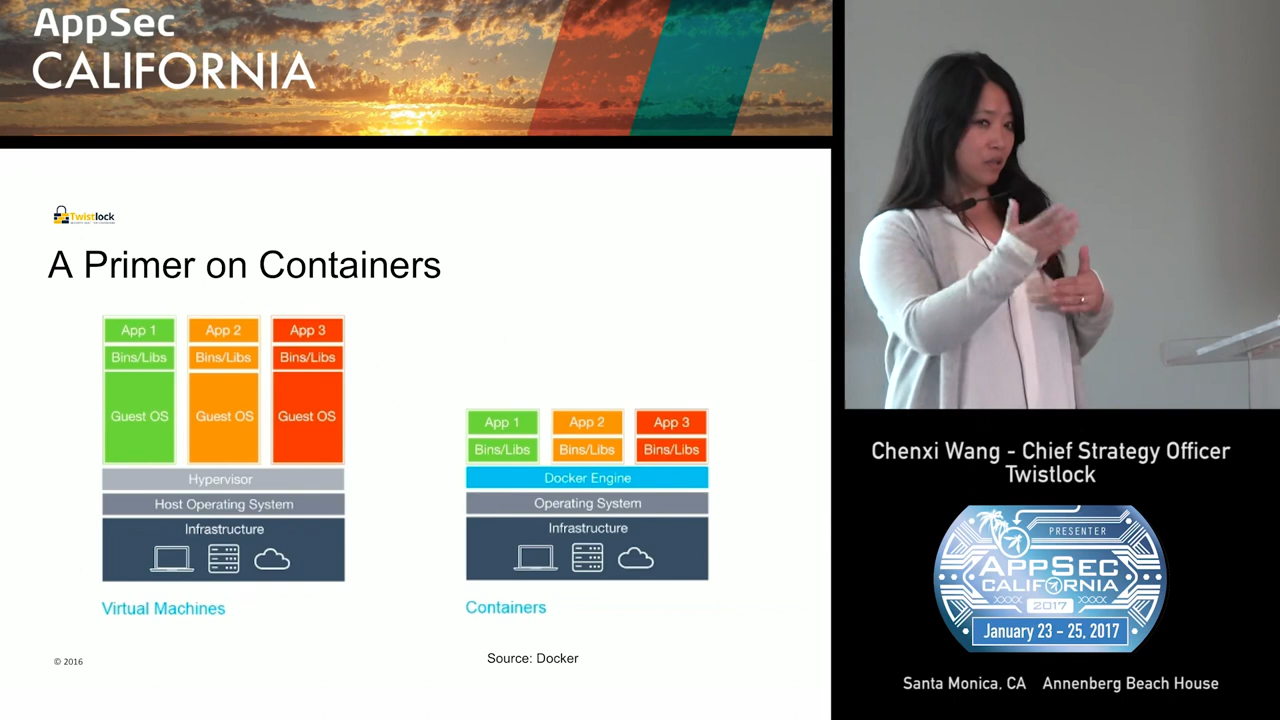 AppSec
CALIFORNIA
Twistlock
A Primer on Containers
App 1
App 2
App 3
Bins/Libs
Bins/Libs
Bins/Libs
Guest OS
Guest OS
Guest OS
Hypervisor
Host Operating System
Infrastructure
Virtual Machines
App 1
App 2
App 3
Bins/Libs
Bins/Libs
Bins/Libs
Docker Engine
Operating System
Infrastructure
Containers
© 2016
Source: Docker
Chenxi Wang - Chief Strategy Officer
Twistlock
PRESENTER
APPSEC
CALIFORNIA
2017
January 23 - 25, 2017
Santa Monica, CA Annenberg Beach House